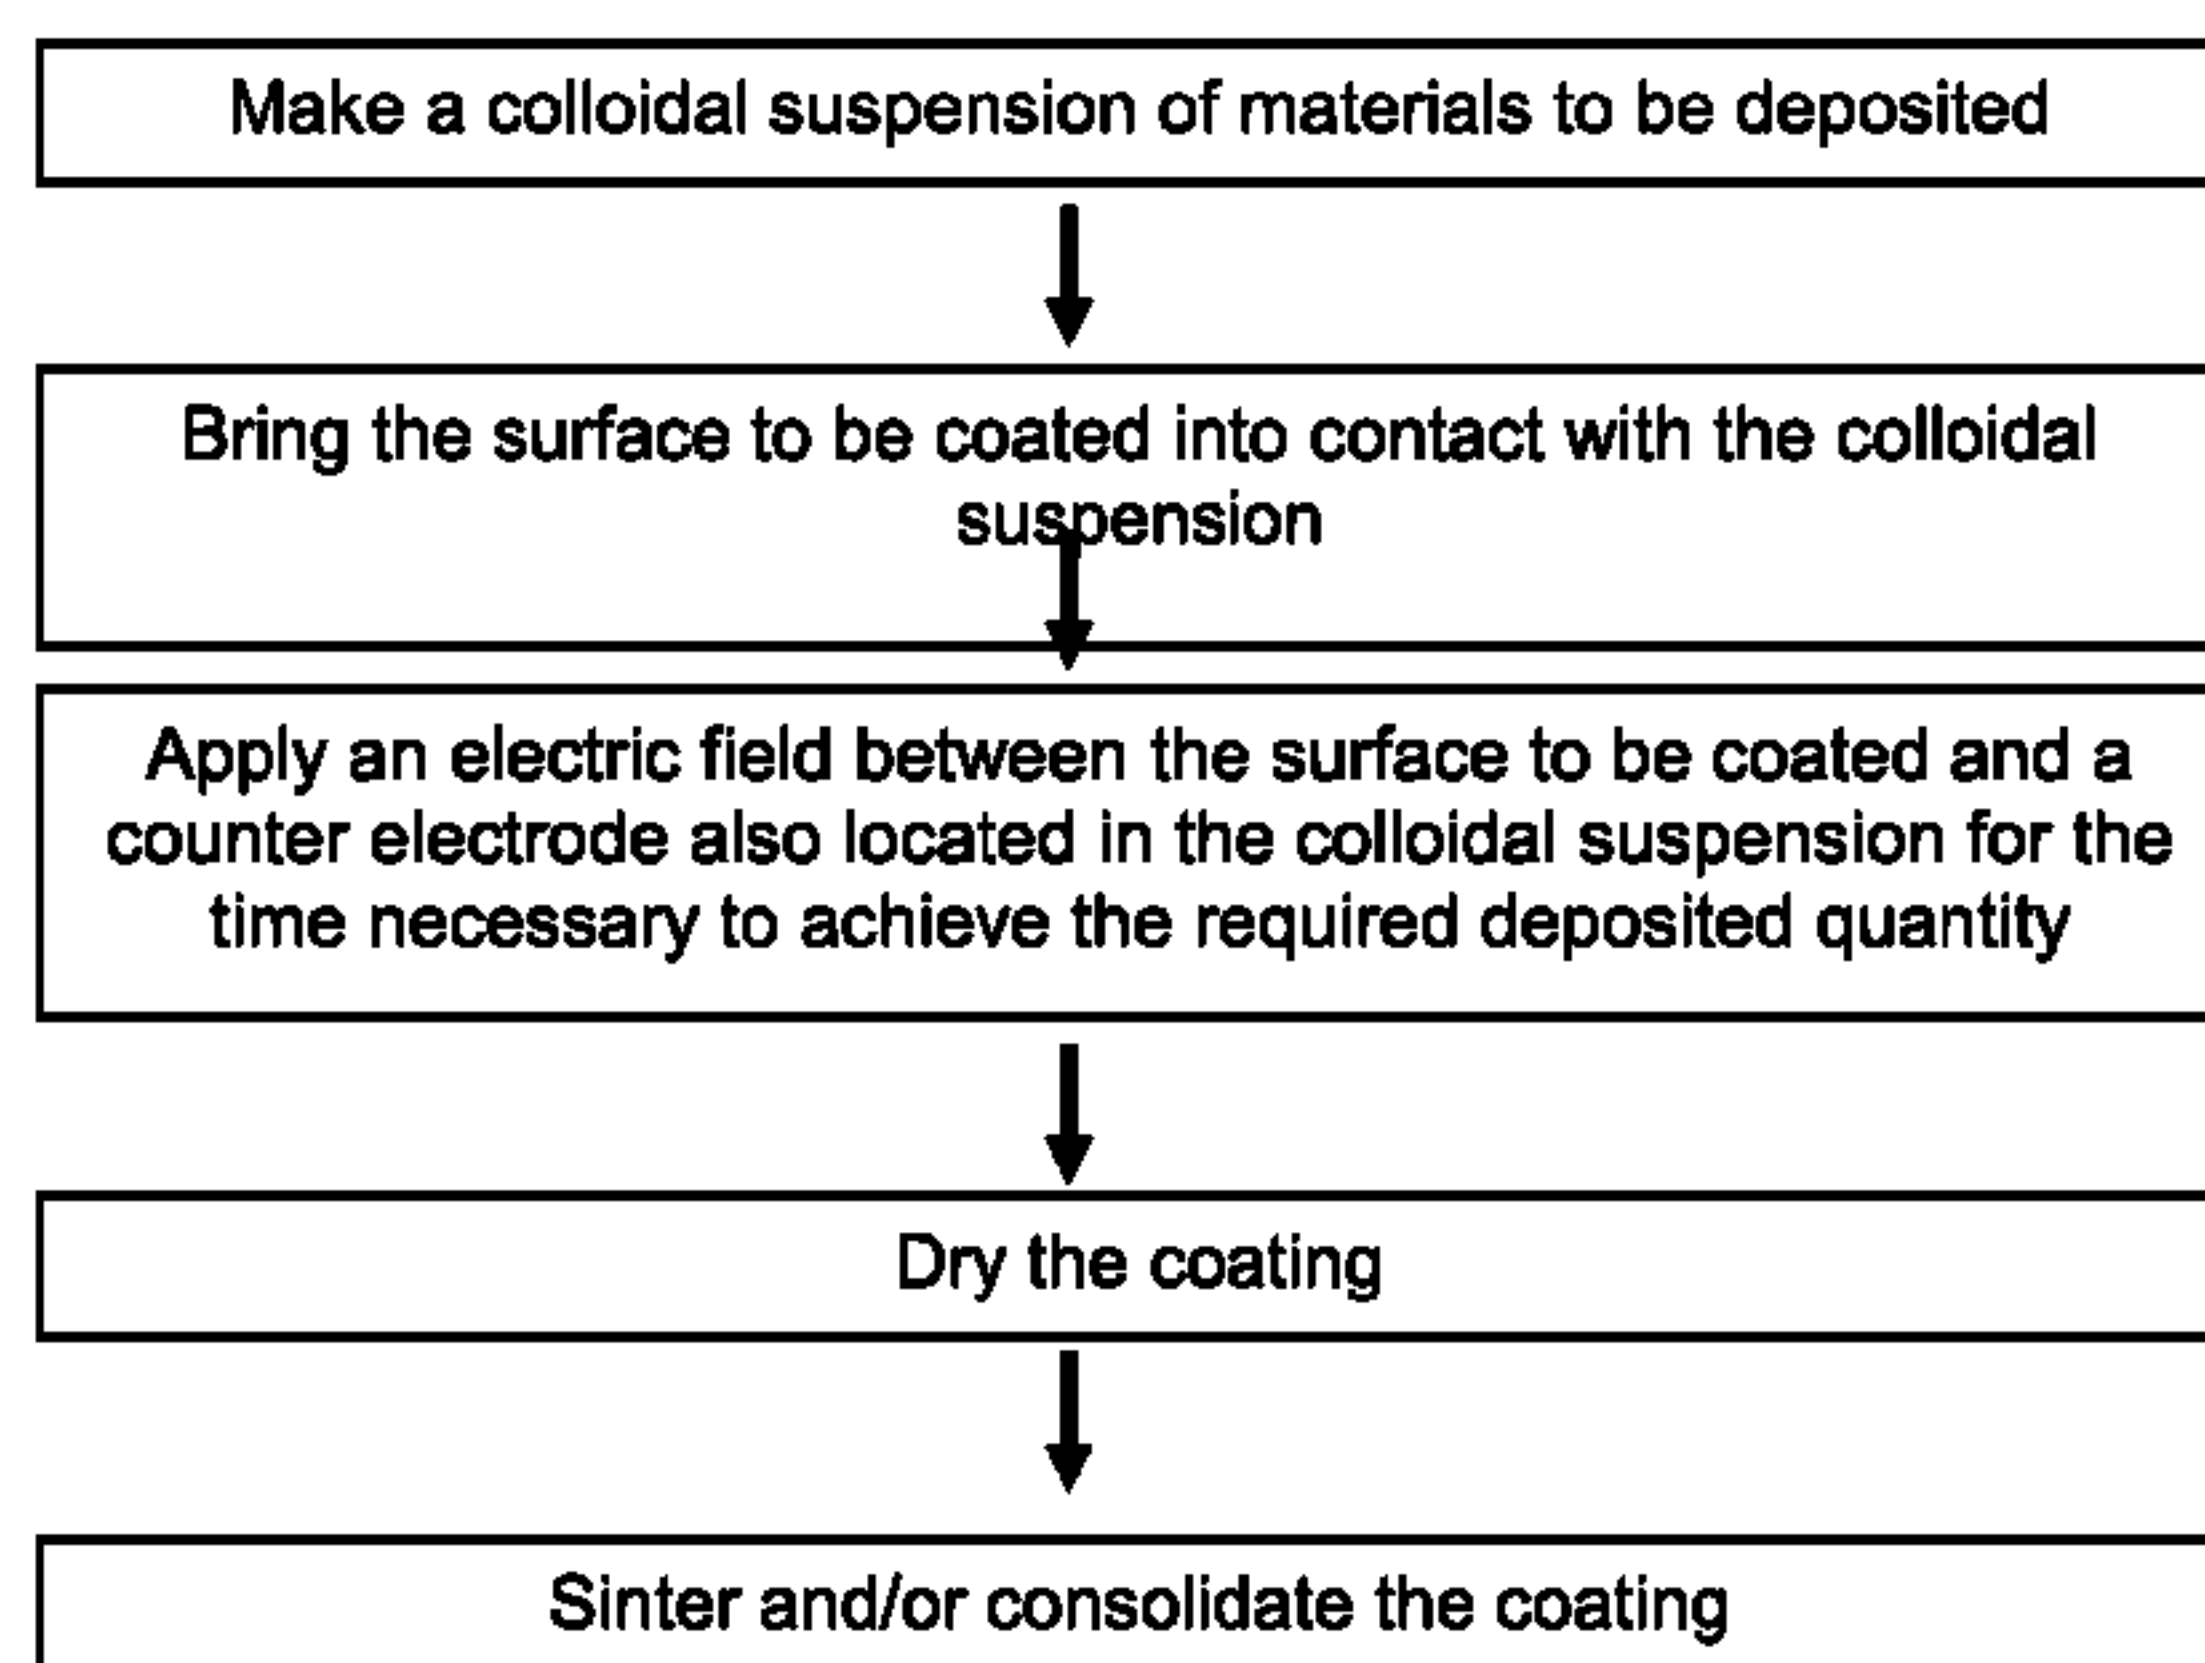 Make a colloidal suspension of materials to be deposited
Bring the surface to be coated into contact with the colloidal
suspension
Apply an electric field between the surface to be coated and a
counter electrode also located in the colloidal suspension for the
time necessary to achieve the required deposited quantity
Dry the coating
Sinter and/or consolidate the coating